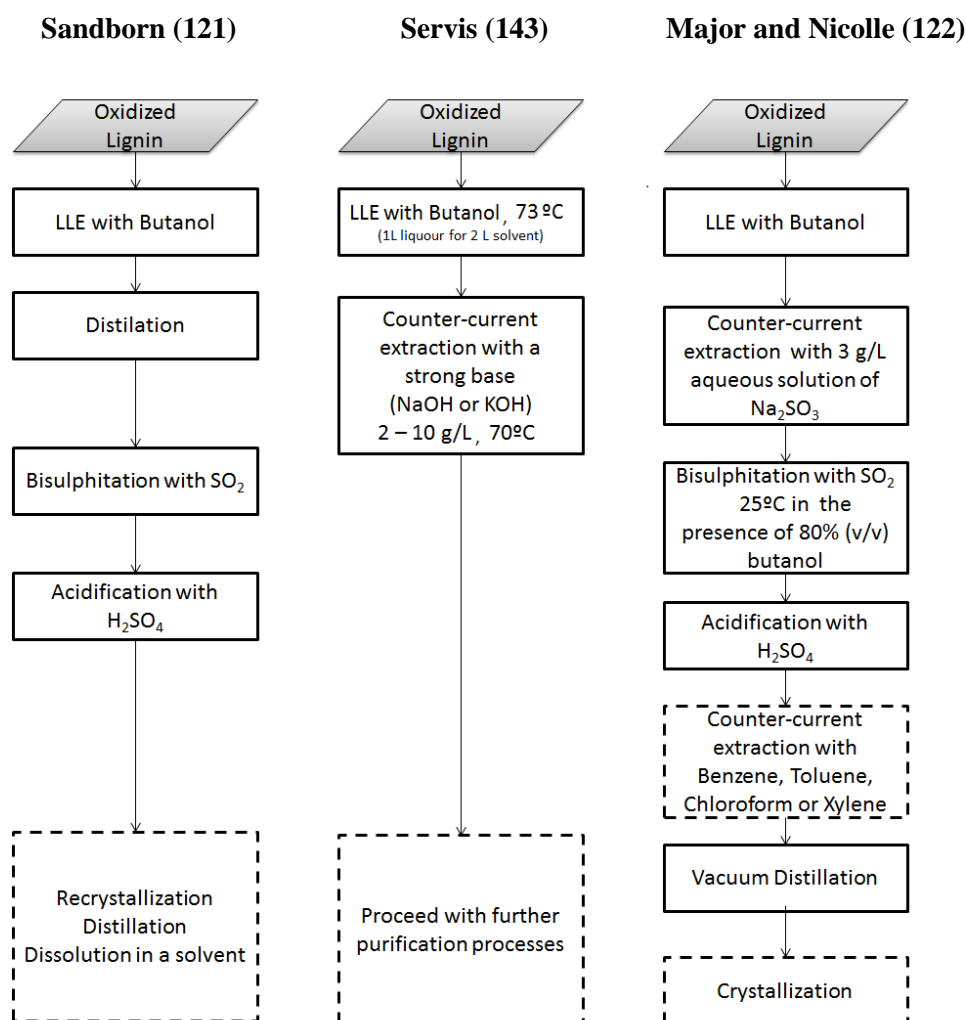 Sandborn (121)
Oxidized
Lignin
LLE with Butanol
Distilation
Bisulphitation with SO₂
Acidification with
H₂SO₄
Recrystallization
Distillation
Dissolution in a solvent
Servis (143)
Oxidized
Lignin
LLE with Butanol, 73 ºC
(1L liquour for 2 L solvent)
Counter-current
extraction with a
strong base
(NaOH or KOH)
2 – 10 g/L, 70ºC
Proceed with further
purification processes
Major and Nicolle (122)
Oxidized
Lignin
LLE with Butanol
Counter-current
extraction with 3 g/L
aqueous solution of
Na₂SO₃
Bisulphitation with SO₂
25ºC in the
presence of 80% (v/v)
butanol
Acidification with
H₂SO₄
Counter-current
extraction with
Benzene, Toluene,
Chloroform or Xylene
Vacuum Distillation
Crystallization